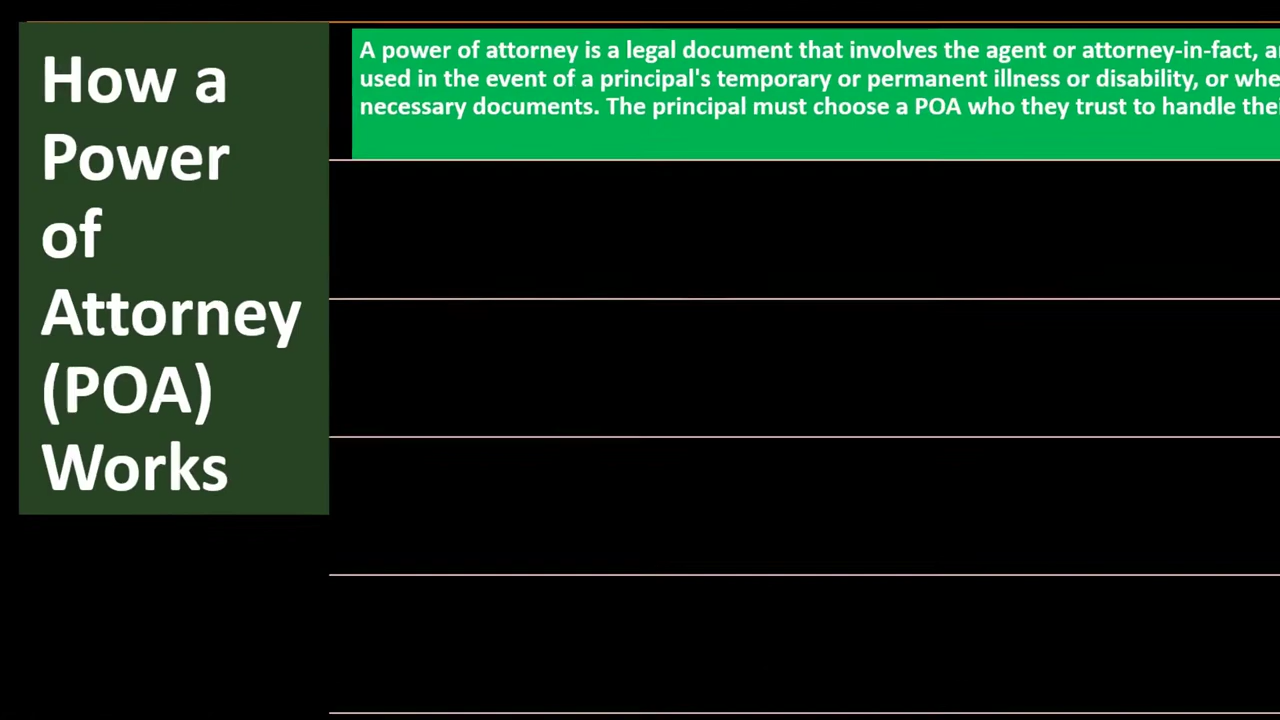 How a
Power
of
Attorney
(POA)
Works
A power of attorney is a legal document that involves the agent or attorney-in-fact,
used in the event of a principal's temporary or permanent illness or disability, or
necessary documents. The principal must choose a POA who they trust to handle